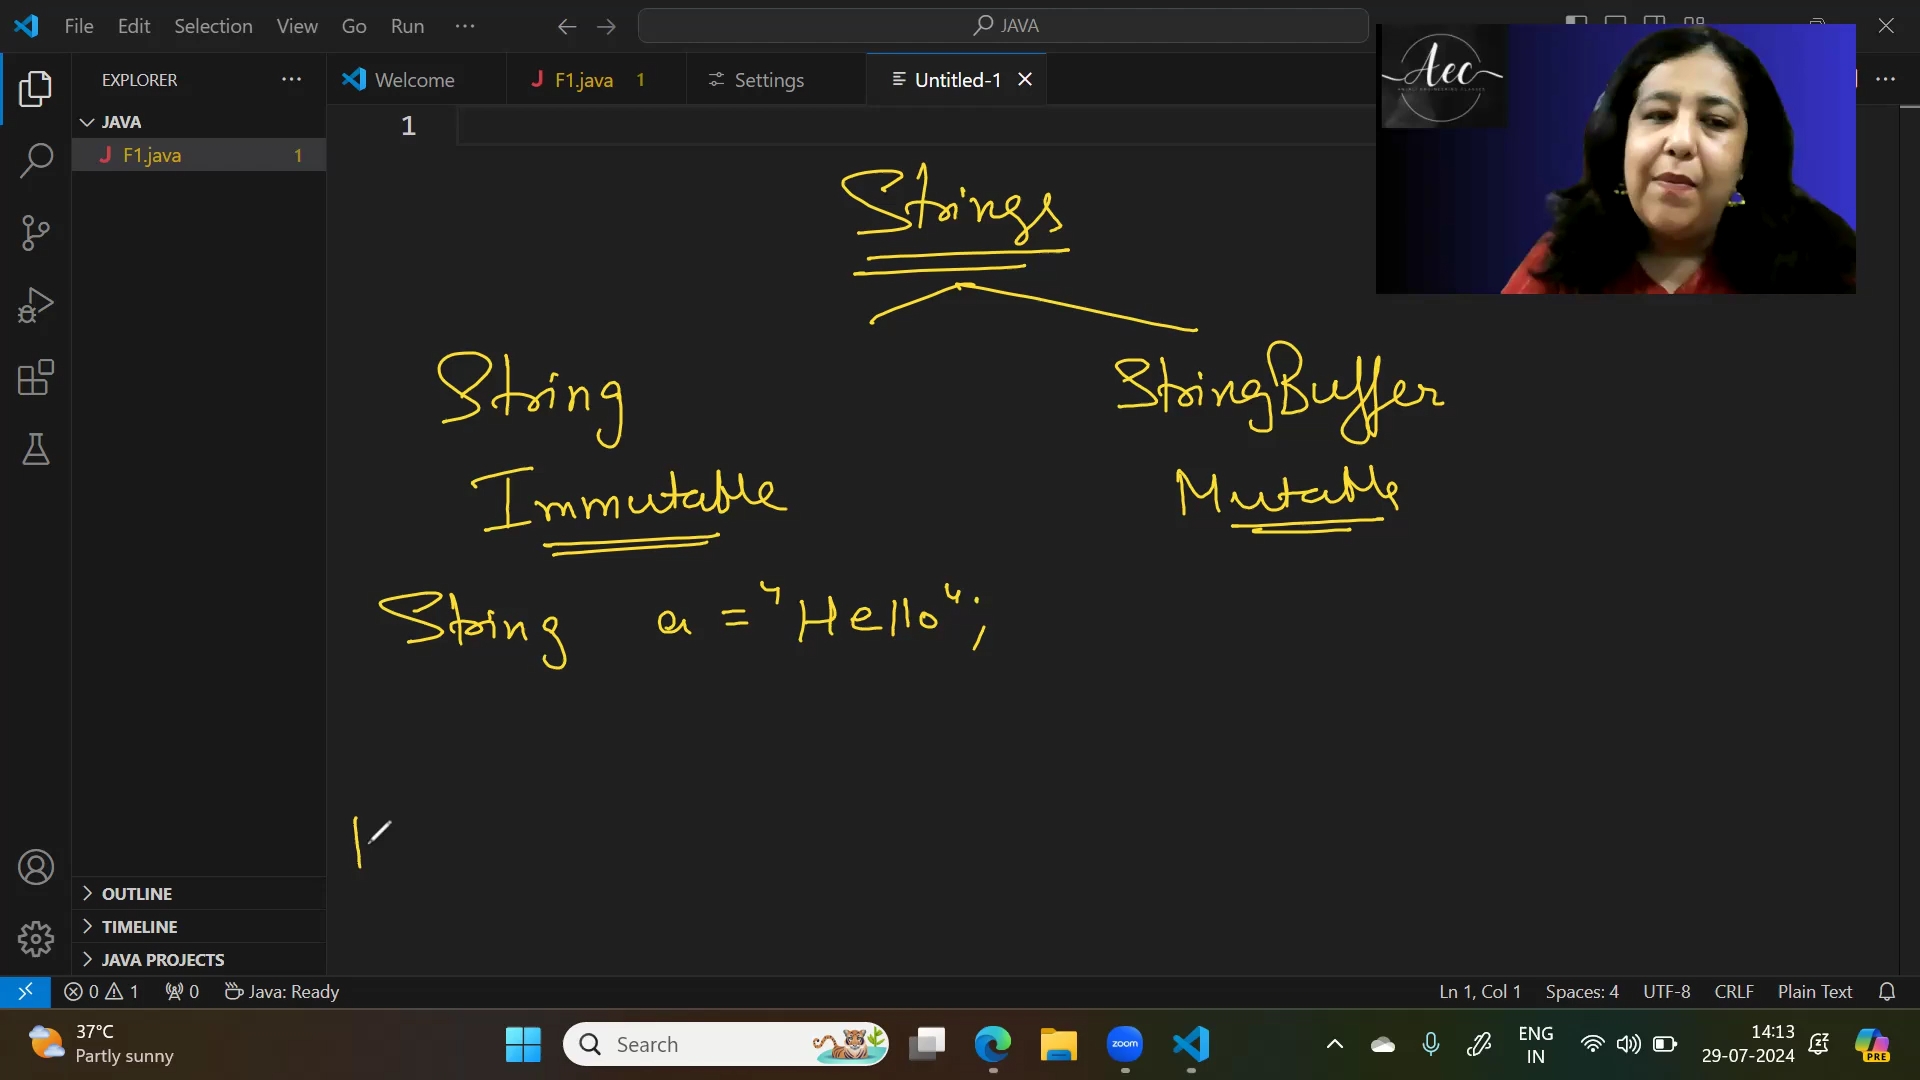 File Edit Selection View Go Run ··· JAVA
Aec
EXPLORER ···
Welcome J F1.java 1 Settings Untitled-1 ···
JAVA
J F1.java 1
1
Strings
String StringBuffer
Immutable Mutable
String a = "Hello";
OUTLINE
TIMELINE
JAVA PROJECTS
0 1 0 Java: Ready Ln 1, Col 1 Spaces: 4 UTF-8 CRLF Plain Text
37°C
Partly sunny
Search zoom
ENG
IN
14:13
29-07-2024
PRE